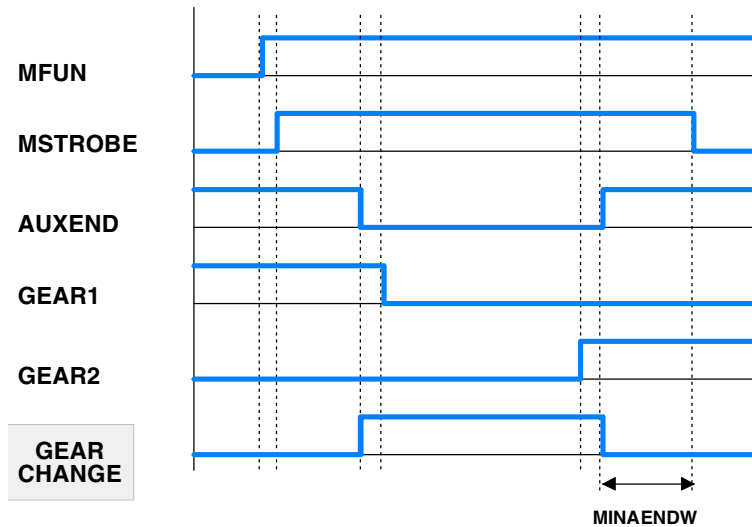 MFUN
MSTROBE
AUXEND
GEAR1
GEAR2
GEAR
CHANGE
MINAENDW